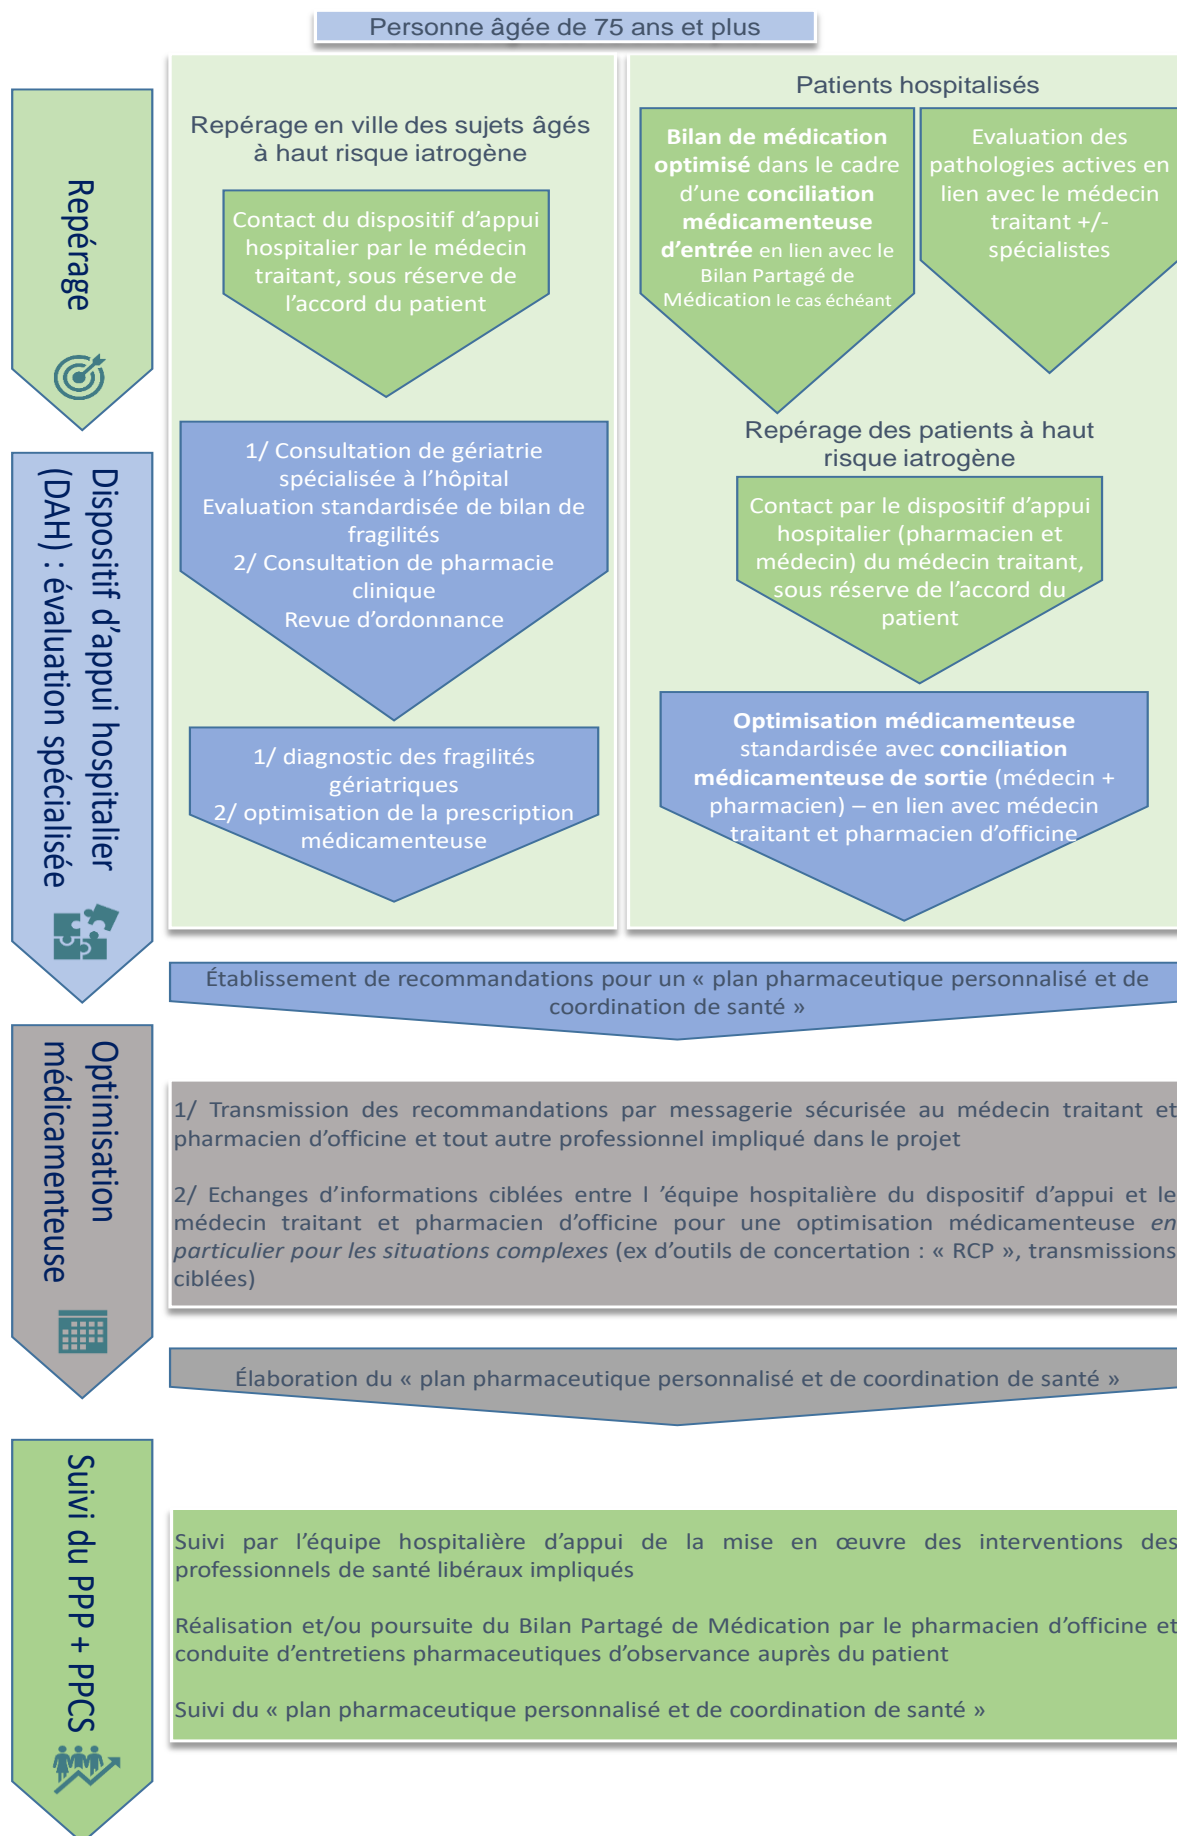 Personne âgée de 75 ans et plus
Repérage
Repérage en ville des sujets âgés
à haut risque iatrogène
Contact du dispositif d’appui
hospitalier par le médecin
traitant, sous réserve de
l’accord du patient
Patients hospitalisés
Bilan de médication
optimisé dans le cadre
d’une conciliation
médicamenteuse
d’entrée en lien avec le
Bilan Partagé de
Médication le cas échéant
Evaluation des
pathologies actives en
lien avec le médecin
traitant +/-
spécialistes
Dispositif d’appui hospitalier
(DAH) : évaluation spécialisée
1/ Consultation de gériatrie
spécialisée à l’hôpital
Evaluation standardisée de bilan de
fragilités
2/ Consultation de pharmacie
clinique
Revue d’ordonnance
1/ diagnostic des fragilités
gériatriques
2/ optimisation de la prescription
médicamenteuse
Repérage des patients à haut
risque iatrogène
Contact par le dispositif d’appui
hospitalier (pharmacien et
médecin) du médecin traitant,
sous réserve de l’accord du
patient
Optimisation médicamenteuse
standardisée avec conciliation
médicamenteuse de sortie (médecin +
pharmacien) – en lien avec médecin
traitant et pharmacien d’officine
Établissement de recommandations pour un « plan pharmaceutique personnalisé et de
coordination de santé »
Optimisation
médicamenteuse
1/ Transmission des recommandations par messagerie sécurisée au médecin traitant et
pharmacien d’officine et tout autre professionnel impliqué dans le projet
2/ Echanges d’informations ciblées entre l ’équipe hospitalière du dispositif d’appui et le
médecin traitant et pharmacien d’officine pour une optimisation médicamenteuse en
particulier pour les situations complexes (ex d’outils de concertation : « RCP », transmissions
ciblées)
Élaboration du « plan pharmaceutique personnalisé et de coordination de santé »
Suivi du PPP + PPCS
Suivi par l’équipe hospitalière d’appui de la mise en œuvre des interventions des
professionnels de santé libéraux impliqués
Réalisation et/ou poursuite du Bilan Partagé de Médication par le pharmacien d’officine et
conduite d’entretiens pharmaceutiques d’observance auprès du patient
Suivi du « plan pharmaceutique personnalisé et de coordination de santé »